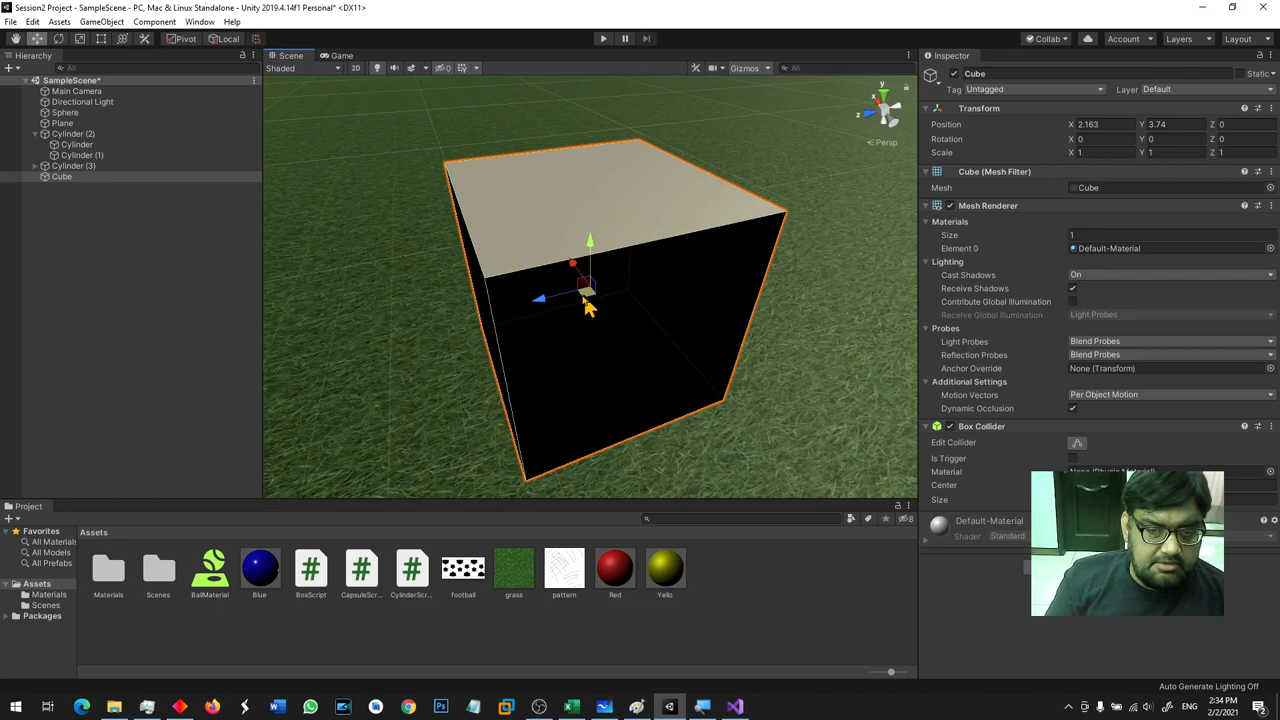 Session2 Project - SampleScene - PC, Mac & Linux Standalone - Unity 2019.4.14f1 Personal* <DX11>
File Edit Assets GameObject Component Window Help
Pivot Local Collab Account Layers Layout
Hierarchy
All
SampleScene*
Main Camera
Directional Light
Sphere
Plane
Cylinder (2)
Cylinder
Cylinder (1)
Cylinder (3)
Cube
Scene Game
Shaded 2D 0 Gizmos All
y
x
z
Persp
Inspector
Cube Static
Tag Untagged Layer Default
Transform
Position X 2.163 Y 3.74 Z 0
Rotation X 0 Y 0 Z 0
Scale X 1 Y 1 Z 1
Cube (Mesh Filter)
Mesh Cube
Mesh Renderer
Materials
Size 1
Element 0 Default-Material
Lighting
Cast Shadows On
Receive Shadows
Contribute Global Illumination
Receive Global Illumination Light Probes
Probes
Light Probes Blend Probes
Reflection Probes Blend Probes
Anchor Override None (Transform)
Additional Settings
Motion Vectors Per Object Motion
Dynamic Occlusion
Box Collider
Edit Collider
Is Trigger
Material None (Physic Material)
Center
Size
Default-Material
Shader Standard
Project
8
Favorites
All Materials
All Models
All Prefabs
Assets
Materials
Scenes
Packages
Assets
Materials Scenes BallMaterial Blue BoxScript CapsuleScr... CylinderScr... football grass pattern Red Yello
Auto Generate Lighting Off
ENG 2:34 PM
2/2/2021